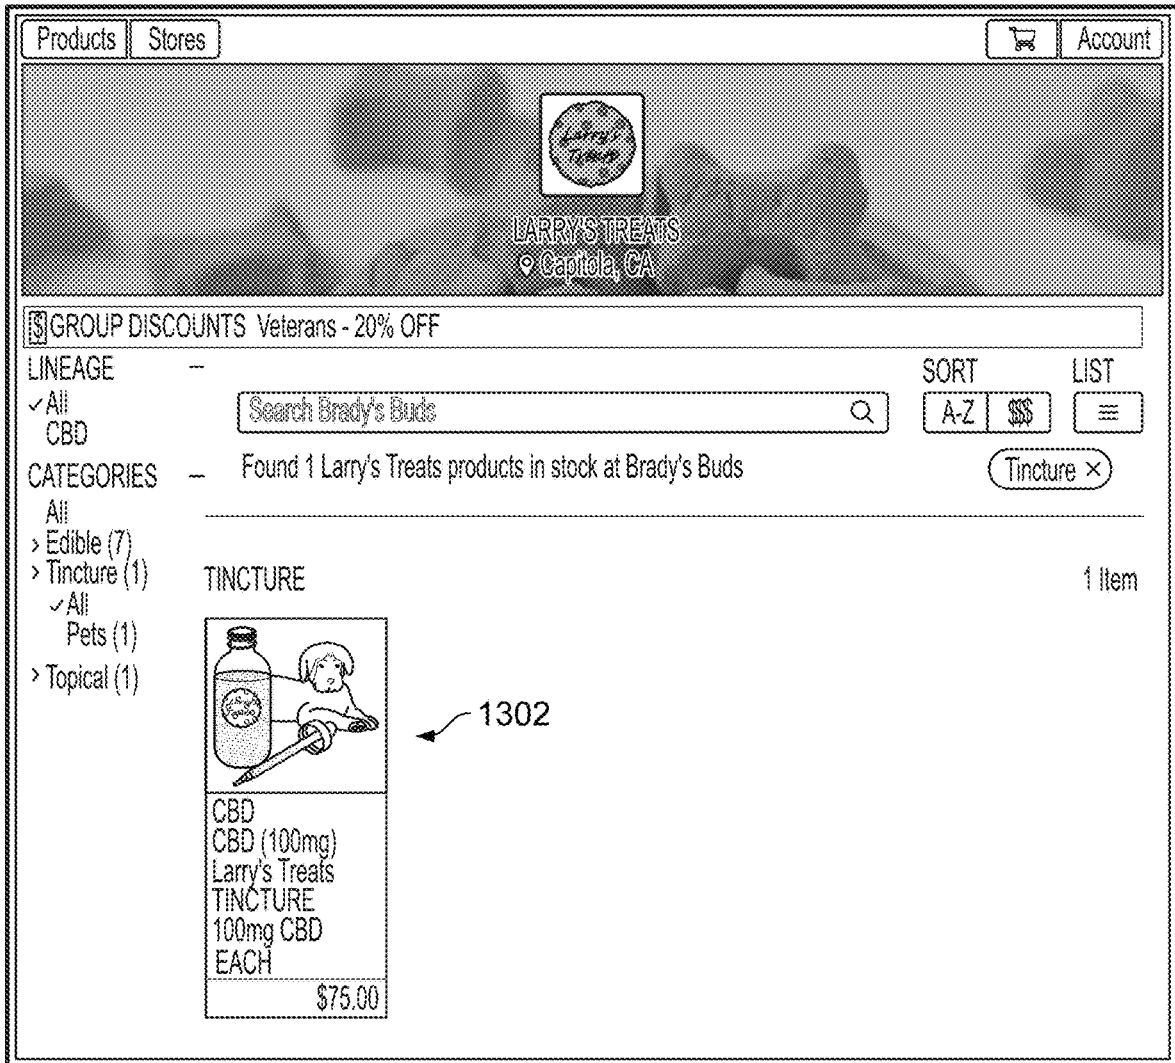 Products Stores Account
Larry's
Treats
LARRY'S TREATS
Capitola, CA
$ GROUP DISCOUNTS Veterans - 20% OFF
LINEAGE –
✓All
CBD
CATEGORIES –
All
> Edible (7)
> Tincture (1)
✓All
Pets (1)
> Topical (1)
Search Brady's Buds
SORT
A-Z $$$
LIST
Found 1 Larry's Treats products in stock at Brady's Buds
Tincture ×
TINCTURE 1 Item
1302
CBD
CBD (100mg)
Larry's Treats
TINCTURE
100mg CBD
EACH
$75.00